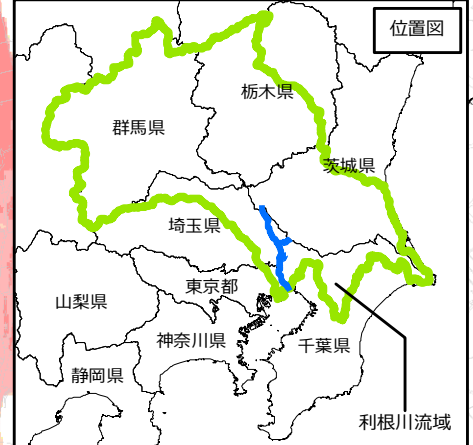 位置図
栃木県
群馬県
茨城県
埼玉県
東京都
山梨県
神奈川県
千葉県
静岡県
利根川流域